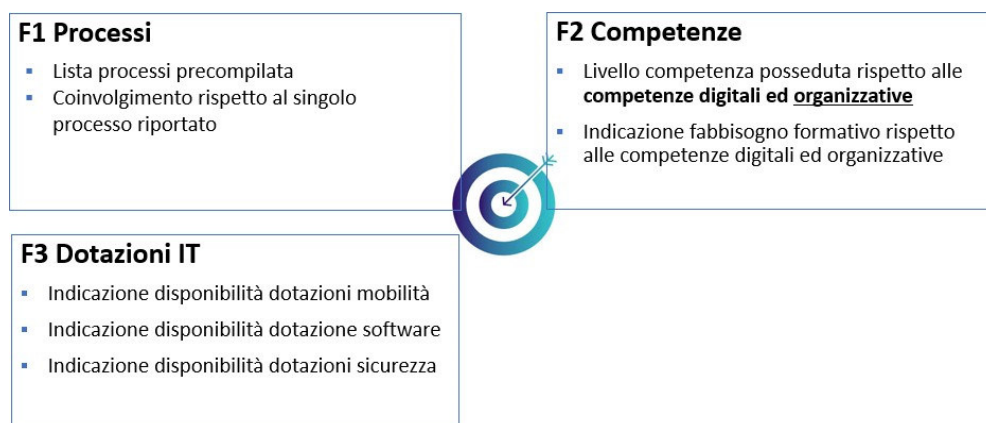 F1 Processi
▪ Lista processi precompilata
▪ Coinvolgimento rispetto al singolo
processo riportato
F2 Competenze
▪ Livello competenza posseduta rispetto alle
competenze digitali ed organizzative
▪ Indicazione fabbisogno formativo rispetto
alle competenze digitali ed organizzative
F3 Dotazioni IT
▪ Indicazione disponibilità dotazioni mobilità
▪ Indicazione disponibilità dotazione software
▪ Indicazione disponibilità dotazioni sicurezza